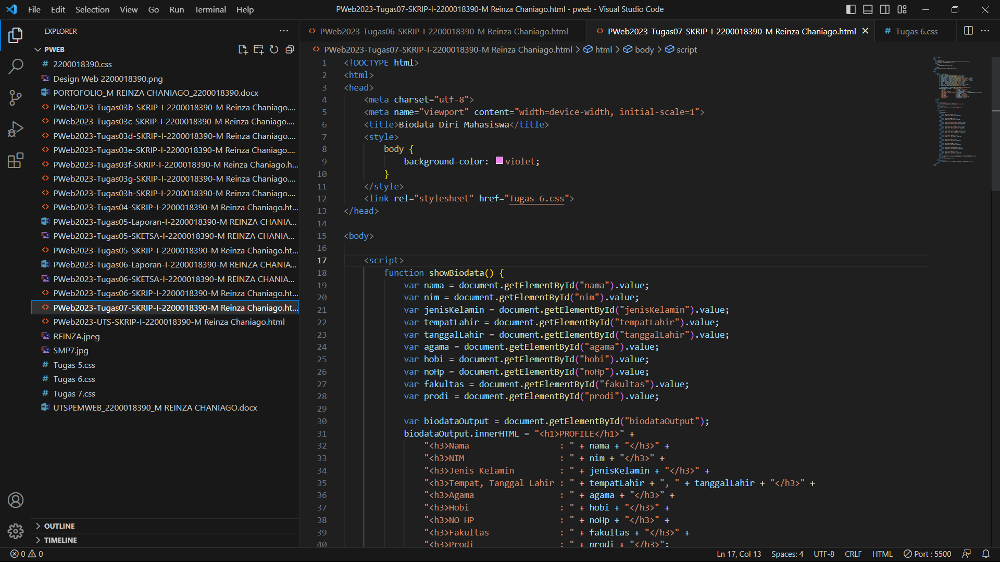 File Edit Selection View Go Run Terminal Help
PWeb2023-Tugas07-SKRIP-I-2200018390-M Reinza Chaniago.html - pweb - Visual Studio Code
EXPLORER
PWEB
2200018390.css
Design Web 2200018390.png
PORTOFOLIO_M REINZA CHANIAGO_2200018390.docx
PWeb2023-Tugas03b-SKRIP-I-2200018390-M Reinza Chaniago....
PWeb2023-Tugas03c-SKRIP-I-2200018390-M Reinza Chaniago....
PWeb2023-Tugas03d-SKRIP-I-2200018390-M Reinza Chaniago....
PWeb2023-Tugas03e-SKRIP-I-2200018390-M Reinza Chaniago....
PWeb2023-Tugas03f-SKRIP-I-2200018390-M Reinza Chaniago.h...
PWeb2023-Tugas03g-SKRIP-I-2200018390-M Reinza Chaniago....
PWeb2023-Tugas03h-SKRIP-I-2200018390-M Reinza Chaniago....
PWeb2023-Tugas04-SKRIP-I-2200018390-M Reinza Chaniago.ht...
PWeb2023-Tugas05-Laporan-I-2200018390-M REINZA CHANIA...
PWeb2023-Tugas05-SKETSA-I-2200018390-M REINZA CHANIA...
PWeb2023-Tugas05-SKRIP-I-2200018390-M Reinza Chaniago.ht...
PWeb2023-Tugas06-Laporan-I-2200018390-M REINZA CHANIA...
PWeb2023-Tugas06-SKETSA-I-2200018390-M REINZA CHANIA...
PWeb2023-Tugas06-SKRIP-I-2200018390-M Reinza Chaniago.ht...
PWeb2023-Tugas07-SKRIP-I-2200018390-M Reinza Chaniago.ht...
PWeb2023-UTS-SKRIP-I-2200018390-M Reinza Chaniago.html
REINZA.jpeg
SMP7.jpg
Tugas 5.css
Tugas 6.css
Tugas 7.css
UTSPEMWEB_2200018390_M REINZA CHANIAGO.docx
OUTLINE
TIMELINE
PWeb2023-Tugas06-SKRIP-I-2200018390-M Reinza Chaniago.html
PWeb2023-Tugas07-SKRIP-I-2200018390-M Reinza Chaniago.html
Tugas 6.css
PWeb2023-Tugas07-SKRIP-I-2200018390-M Reinza Chaniago.html > html > body > script
1 <!DOCTYPE html>
2 <html>
3 <head>
4 <meta charset="utf-8">
5 <meta name="viewport" content="width=device-width, initial-scale=1">
6 <title>Biodata Diri Mahasiswa</title>
7 <style>
8 body {
9 background-color: violet;
10 }
11 </style>
12 <link rel="stylesheet" href="Tugas 6.css">
13 </head>
14
15 <body>
16
17 <script>
18 function showBiodata() {
19 var nama = document.getElementById("nama").value;
20 var nim = document.getElementById("nim").value;
21 var jenisKelamin = document.getElementById("jenisKelamin").value;
22 var tempatLahir = document.getElementById("tempatLahir").value;
23 var tanggalLahir = document.getElementById("tanggalLahir").value;
24 var agama = document.getElementById("agama").value;
25 var hobi = document.getElementById("hobi").value;
26 var noHp = document.getElementById("noHp").value;
27 var fakultas = document.getElementById("fakultas").value;
28 var prodi = document.getElementById("prodi").value;
29
30 var biodataOutput = document.getElementById("biodataOutput");
31 biodataOutput.innerHTML = "<h1>PROFILE</h1>" +
32 "<h3>Nama : " + nama + "</h3>" +
33 "<h3>NIM : " + nim + "</h3>" +
34 "<h3>Jenis Kelamin : " + jenisKelamin + "</h3>" +
35 "<h3>Tempat, Tanggal Lahir : " + tempatLahir + ", " + tanggalLahir + "</h3>" +
36 "<h3>Agama : " + agama + "</h3>" +
37 "<h3>Hobi : " + hobi + "</h3>" +
38 "<h3>NO HP : " + noHp + "</h3>" +
39 "<h3>Fakultas : " + fakultas + "</h3>" +
40 "<h3>Prodi : " + prodi + "</h3>";
0 0
Ln 17, Col 13 Spaces: 4 UTF-8 CRLF HTML Port : 5500